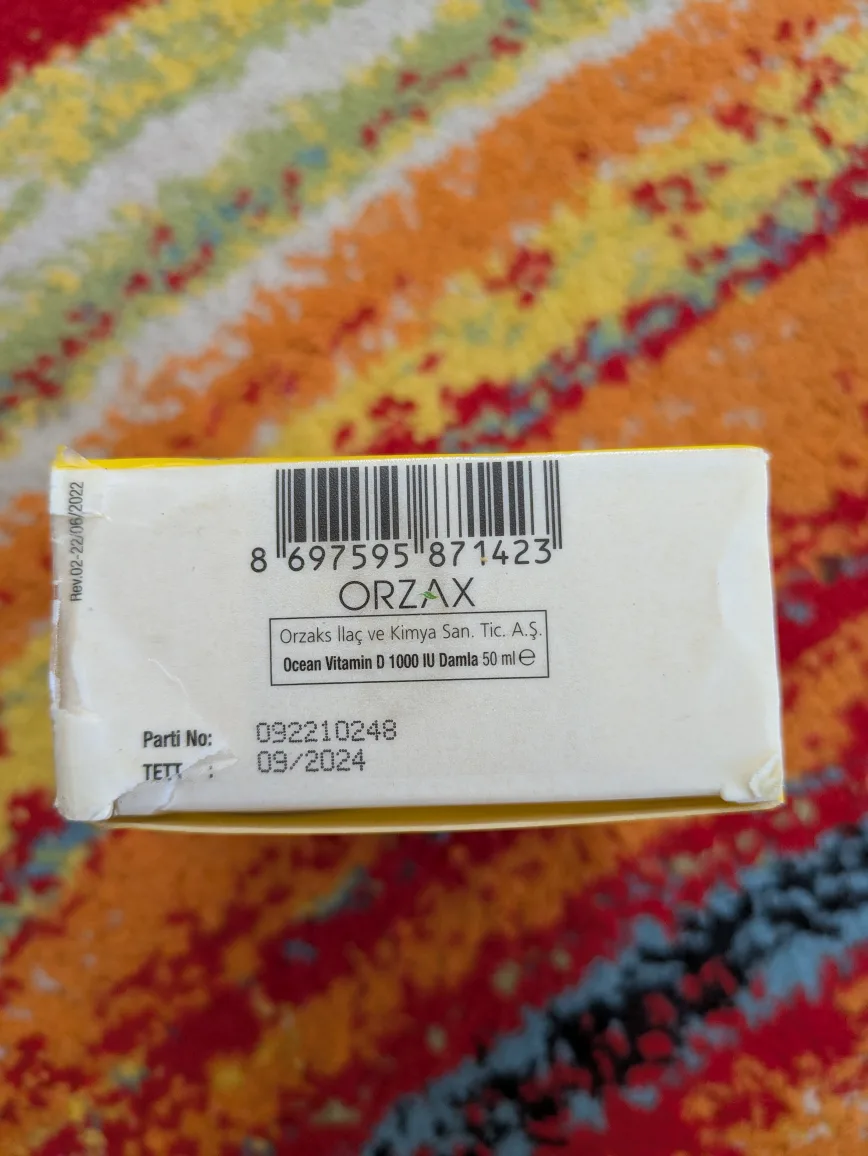 Rev.02-22/06/2022
8 697595 871423
ORZAX
Orzaks İlaç ve Kimya San. Tic. A.Ş.
Ocean Vitamin D 1000 IU Damla 50 ml ℮
Parti No: 092210248
TETT : 09/2024